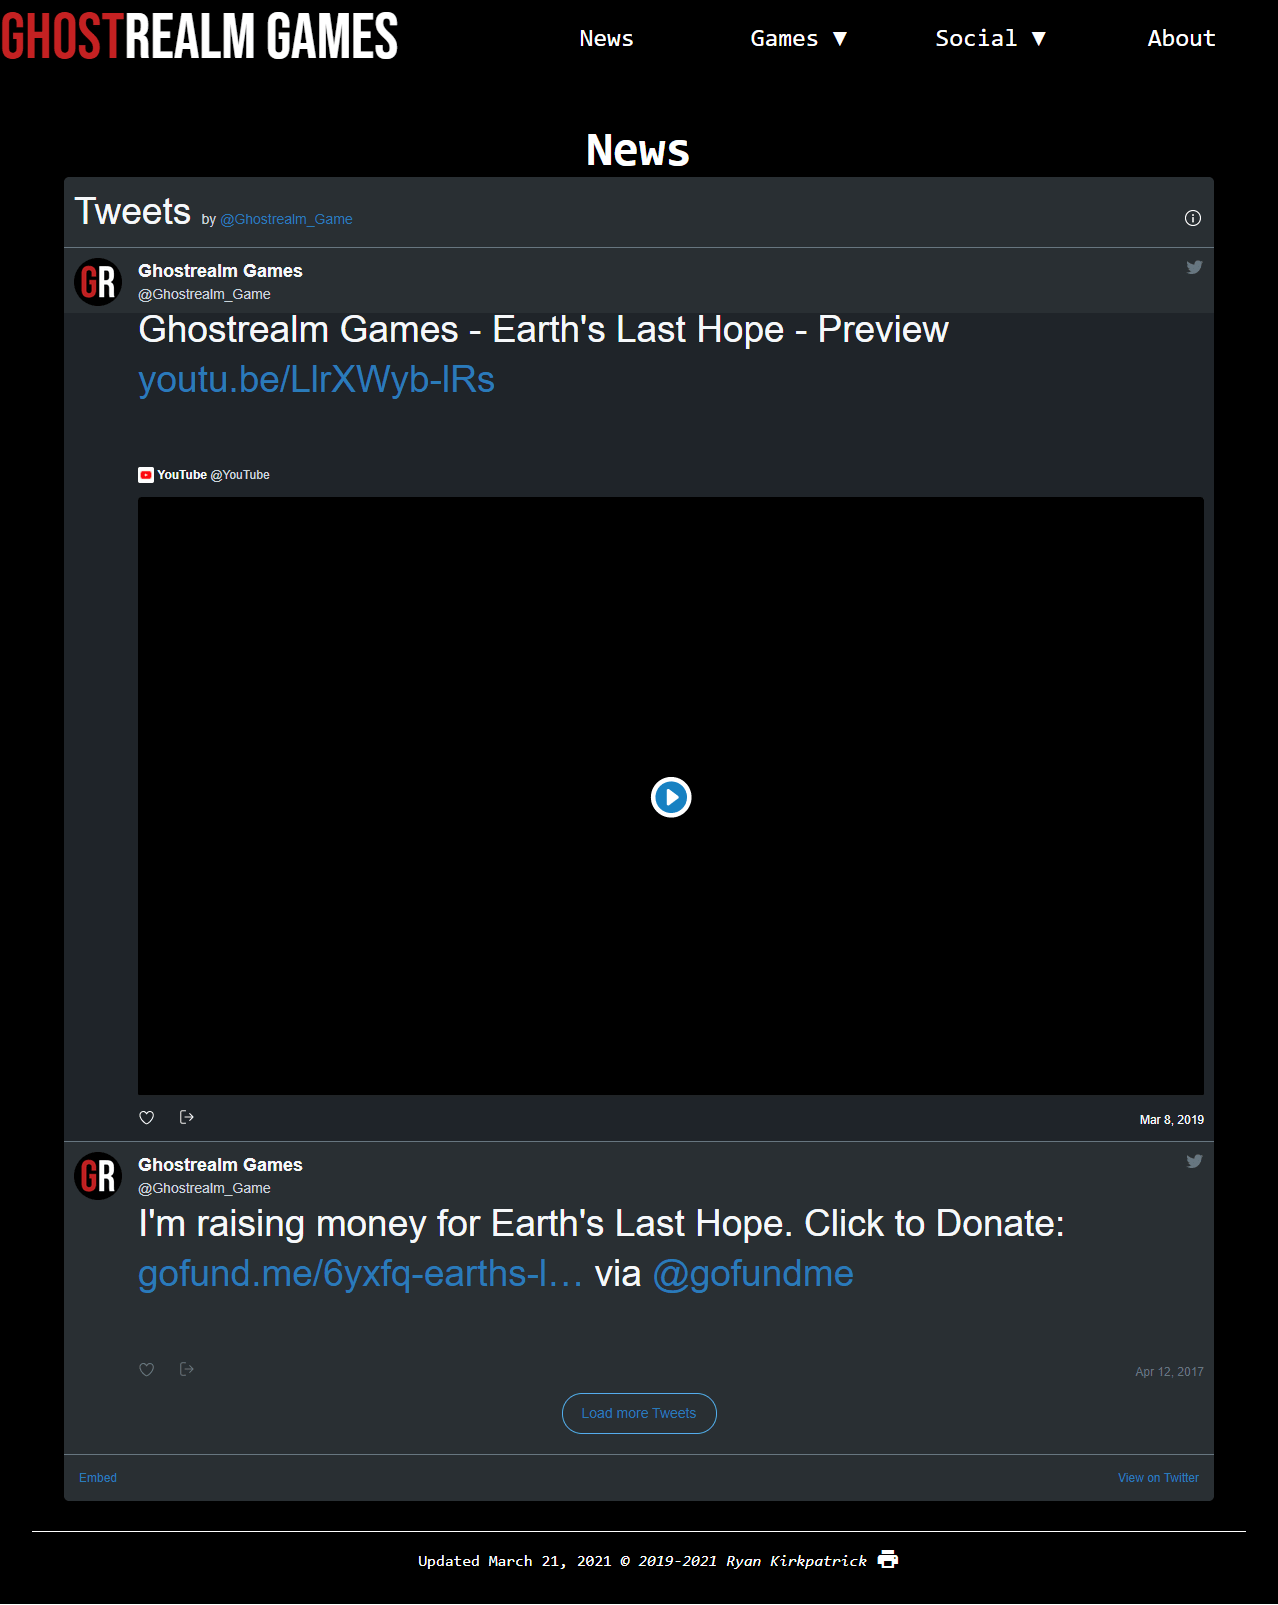 GHOSTREALM GAMES
News
Games ▼
Social ▼
About
News
Tweets by @Ghostrealm_Game
GR
Ghostrealm Games
@Ghostrealm_Game
Ghostrealm Games - Earth's Last Hope - Preview
youtu.be/LlrXWyb-lRs
YouTube @YouTube
Mar 8, 2019
GR
Ghostrealm Games
@Ghostrealm_Game
I'm raising money for Earth's Last Hope. Click to Donate:
gofund.me/6yxfq-earths-l… via @gofundme
Apr 12, 2017
Load more Tweets
Embed
View on Twitter
Updated March 21, 2021 © 2019-2021 Ryan Kirkpatrick